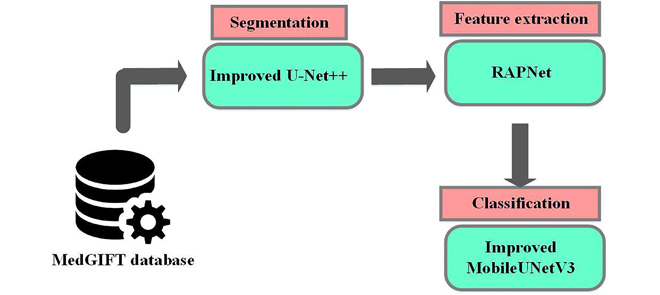 Segmentation
Improved U-Net++
Feature extraction
RAPNet
Classification
Improved
MobileUNetV3
MedGIFT database